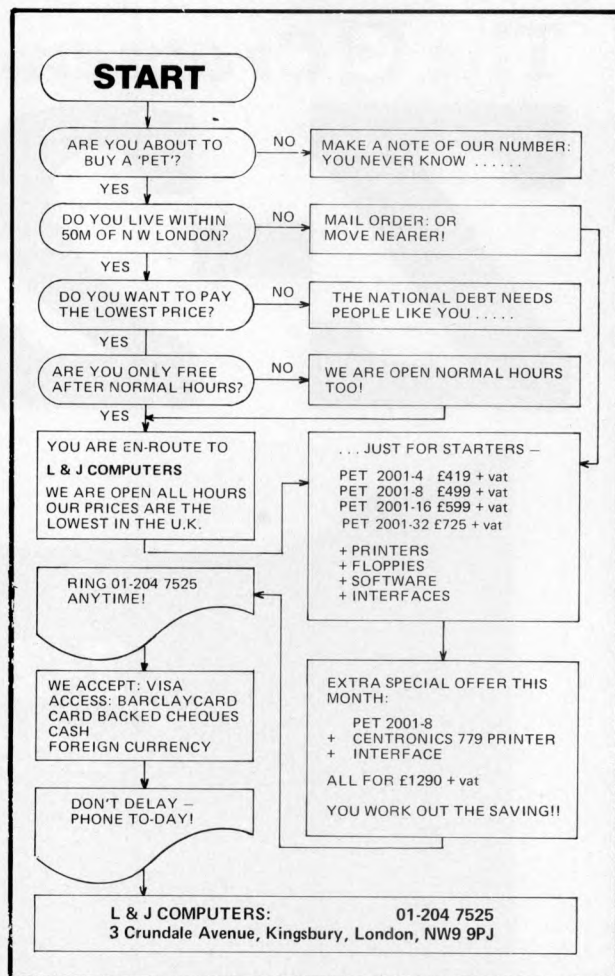 START
ARE YOU ABOUT TO
BUY A 'PET'?
NO
MAKE A NOTE OF OUR NUMBER:
YOU NEVER KNOW ......
YES
DO YOU LIVE WITHIN
50M OF N W LONDON?
NO
MAIL ORDER: OR
MOVE NEARER!
YES
DO YOU WANT TO PAY
THE LOWEST PRICE?
NO
THE NATIONAL DEBT NEEDS
PEOPLE LIKE YOU .....
YES
ARE YOU ONLY FREE
AFTER NORMAL HOURS?
NO
WE ARE OPEN NORMAL HOURS
TOO!
YES
YOU ARE EN-ROUTE TO
L & J COMPUTERS
WE ARE OPEN ALL HOURS
OUR PRICES ARE THE
LOWEST IN THE U.K.
... JUST FOR STARTERS –
PET 2001-4 £419 + vat
PET 2001-8 £499 + vat
PET 2001-16 £599 + vat
PET 2001-32 £725 + vat
+ PRINTERS
+ FLOPPIES
+ SOFTWARE
+ INTERFACES
RING 01-204 7525
ANYTIME!
WE ACCEPT: VISA
ACCESS: BARCLAYCARD
CARD BACKED CHEQUES
CASH
FOREIGN CURRENCY
EXTRA SPECIAL OFFER THIS
MONTH:
PET 2001-8
+ CENTRONICS 779 PRINTER
+ INTERFACE
ALL FOR £1290 + vat
YOU WORK OUT THE SAVING!!
DON'T DELAY –
PHONE TO-DAY!
L & J COMPUTERS: 01-204 7525
3 Crundale Avenue, Kingsbury, London, NW9 9PJ